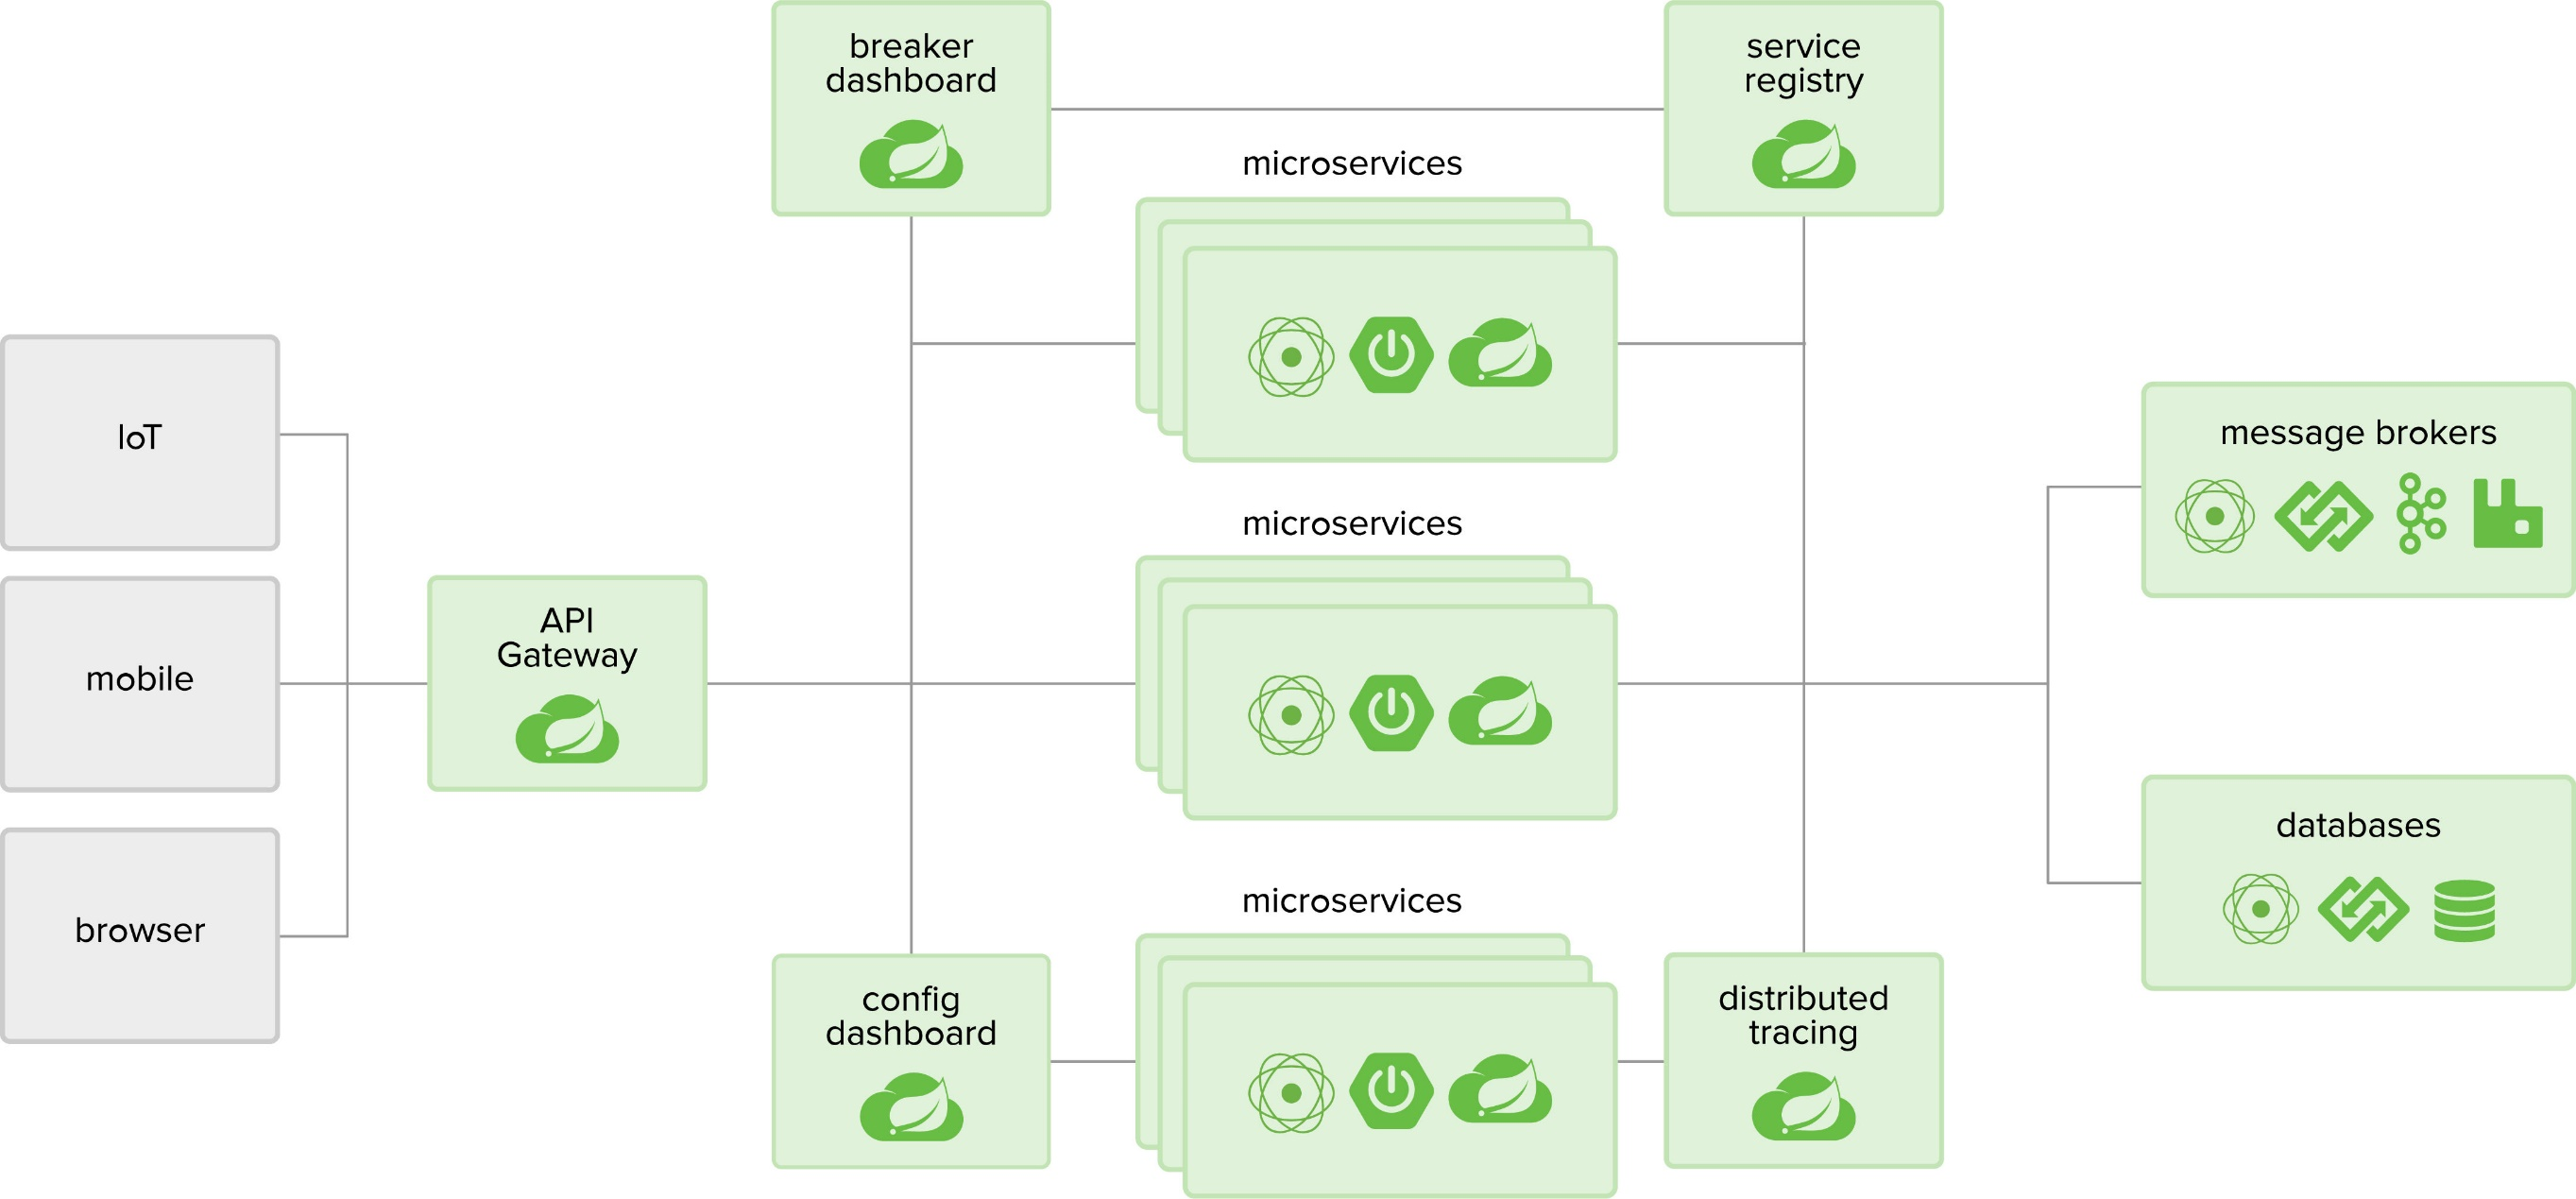 breaker
dashboard
service
registry
microservices
IoT
message brokers
microservices
API
Gateway
mobile
databases
microservices
browser
config
dashboard
distributed
tracing